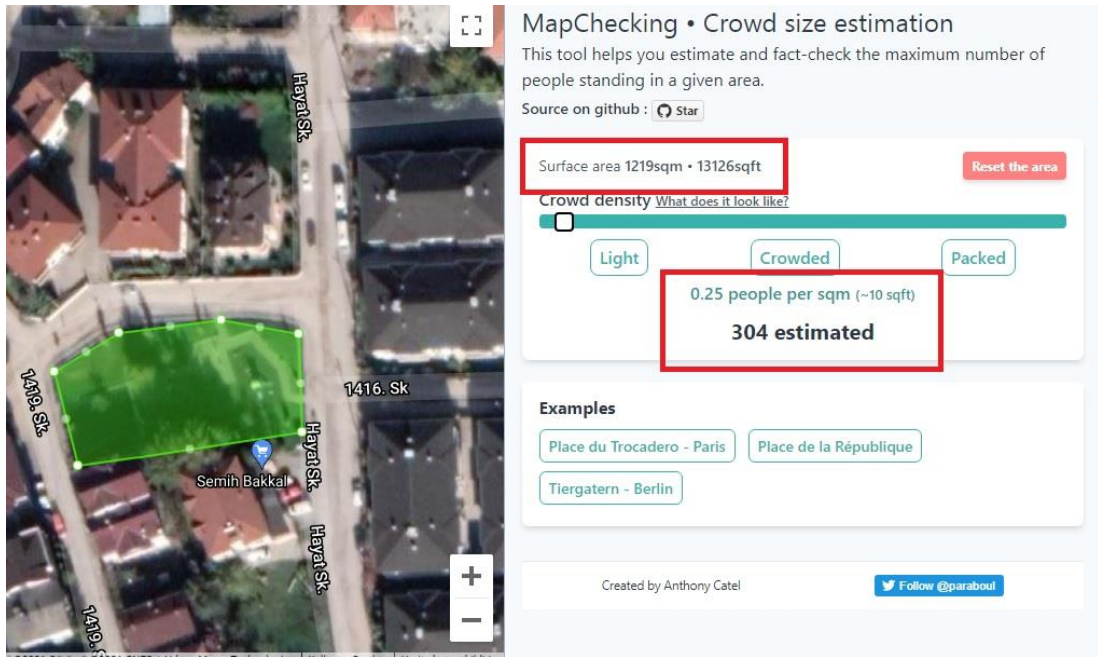 Hayat Sk.
1419. Sk.
1416. Sk
Hayat Sk.
Semih Bakkal
Hayat Sk.
MapChecking • Crowd size estimation
This tool helps you estimate and fact-check the maximum number of
people standing in a given area.
Source on github : Star
Surface area 1219sqm • 13126sqft
Reset the area
Crowd density What does it look like?
Light
Crowded
Packed
0.25 people per sqm (~10 sqft)
304 estimated
Examples
Place du Trocadero - Paris
Place de la République
Tiergatern - Berlin
Created by Anthony Catel
Follow @paraboul